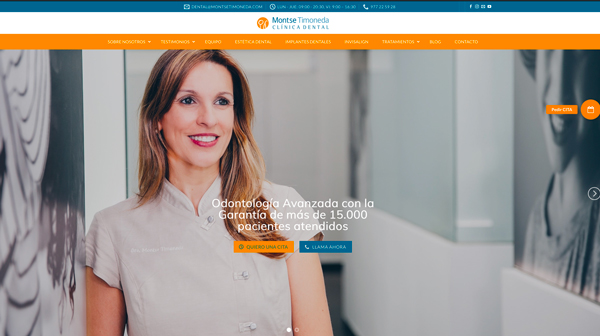 DENTAL@MONTSETIMONEDA.COM
LUN - JUE: 09:00 - 20:30, VI: 9:00 - 16:30
977 22 59 28
Montse Timoneda
CLÍNICA DENTAL
SOBRE NOSOTROS
TESTIMONIOS
EQUIPO
ESTÉTICA DENTAL
IMPLANTES DENTALES
INVISALIGN
TRATAMIENTOS
BLOG
CONTACTO
Pedir CITA
Odontología Avanzada con la
Garantía de más de 15.000
pacientes atendidos
QUIERO UNA CITA
LLAMA AHORA